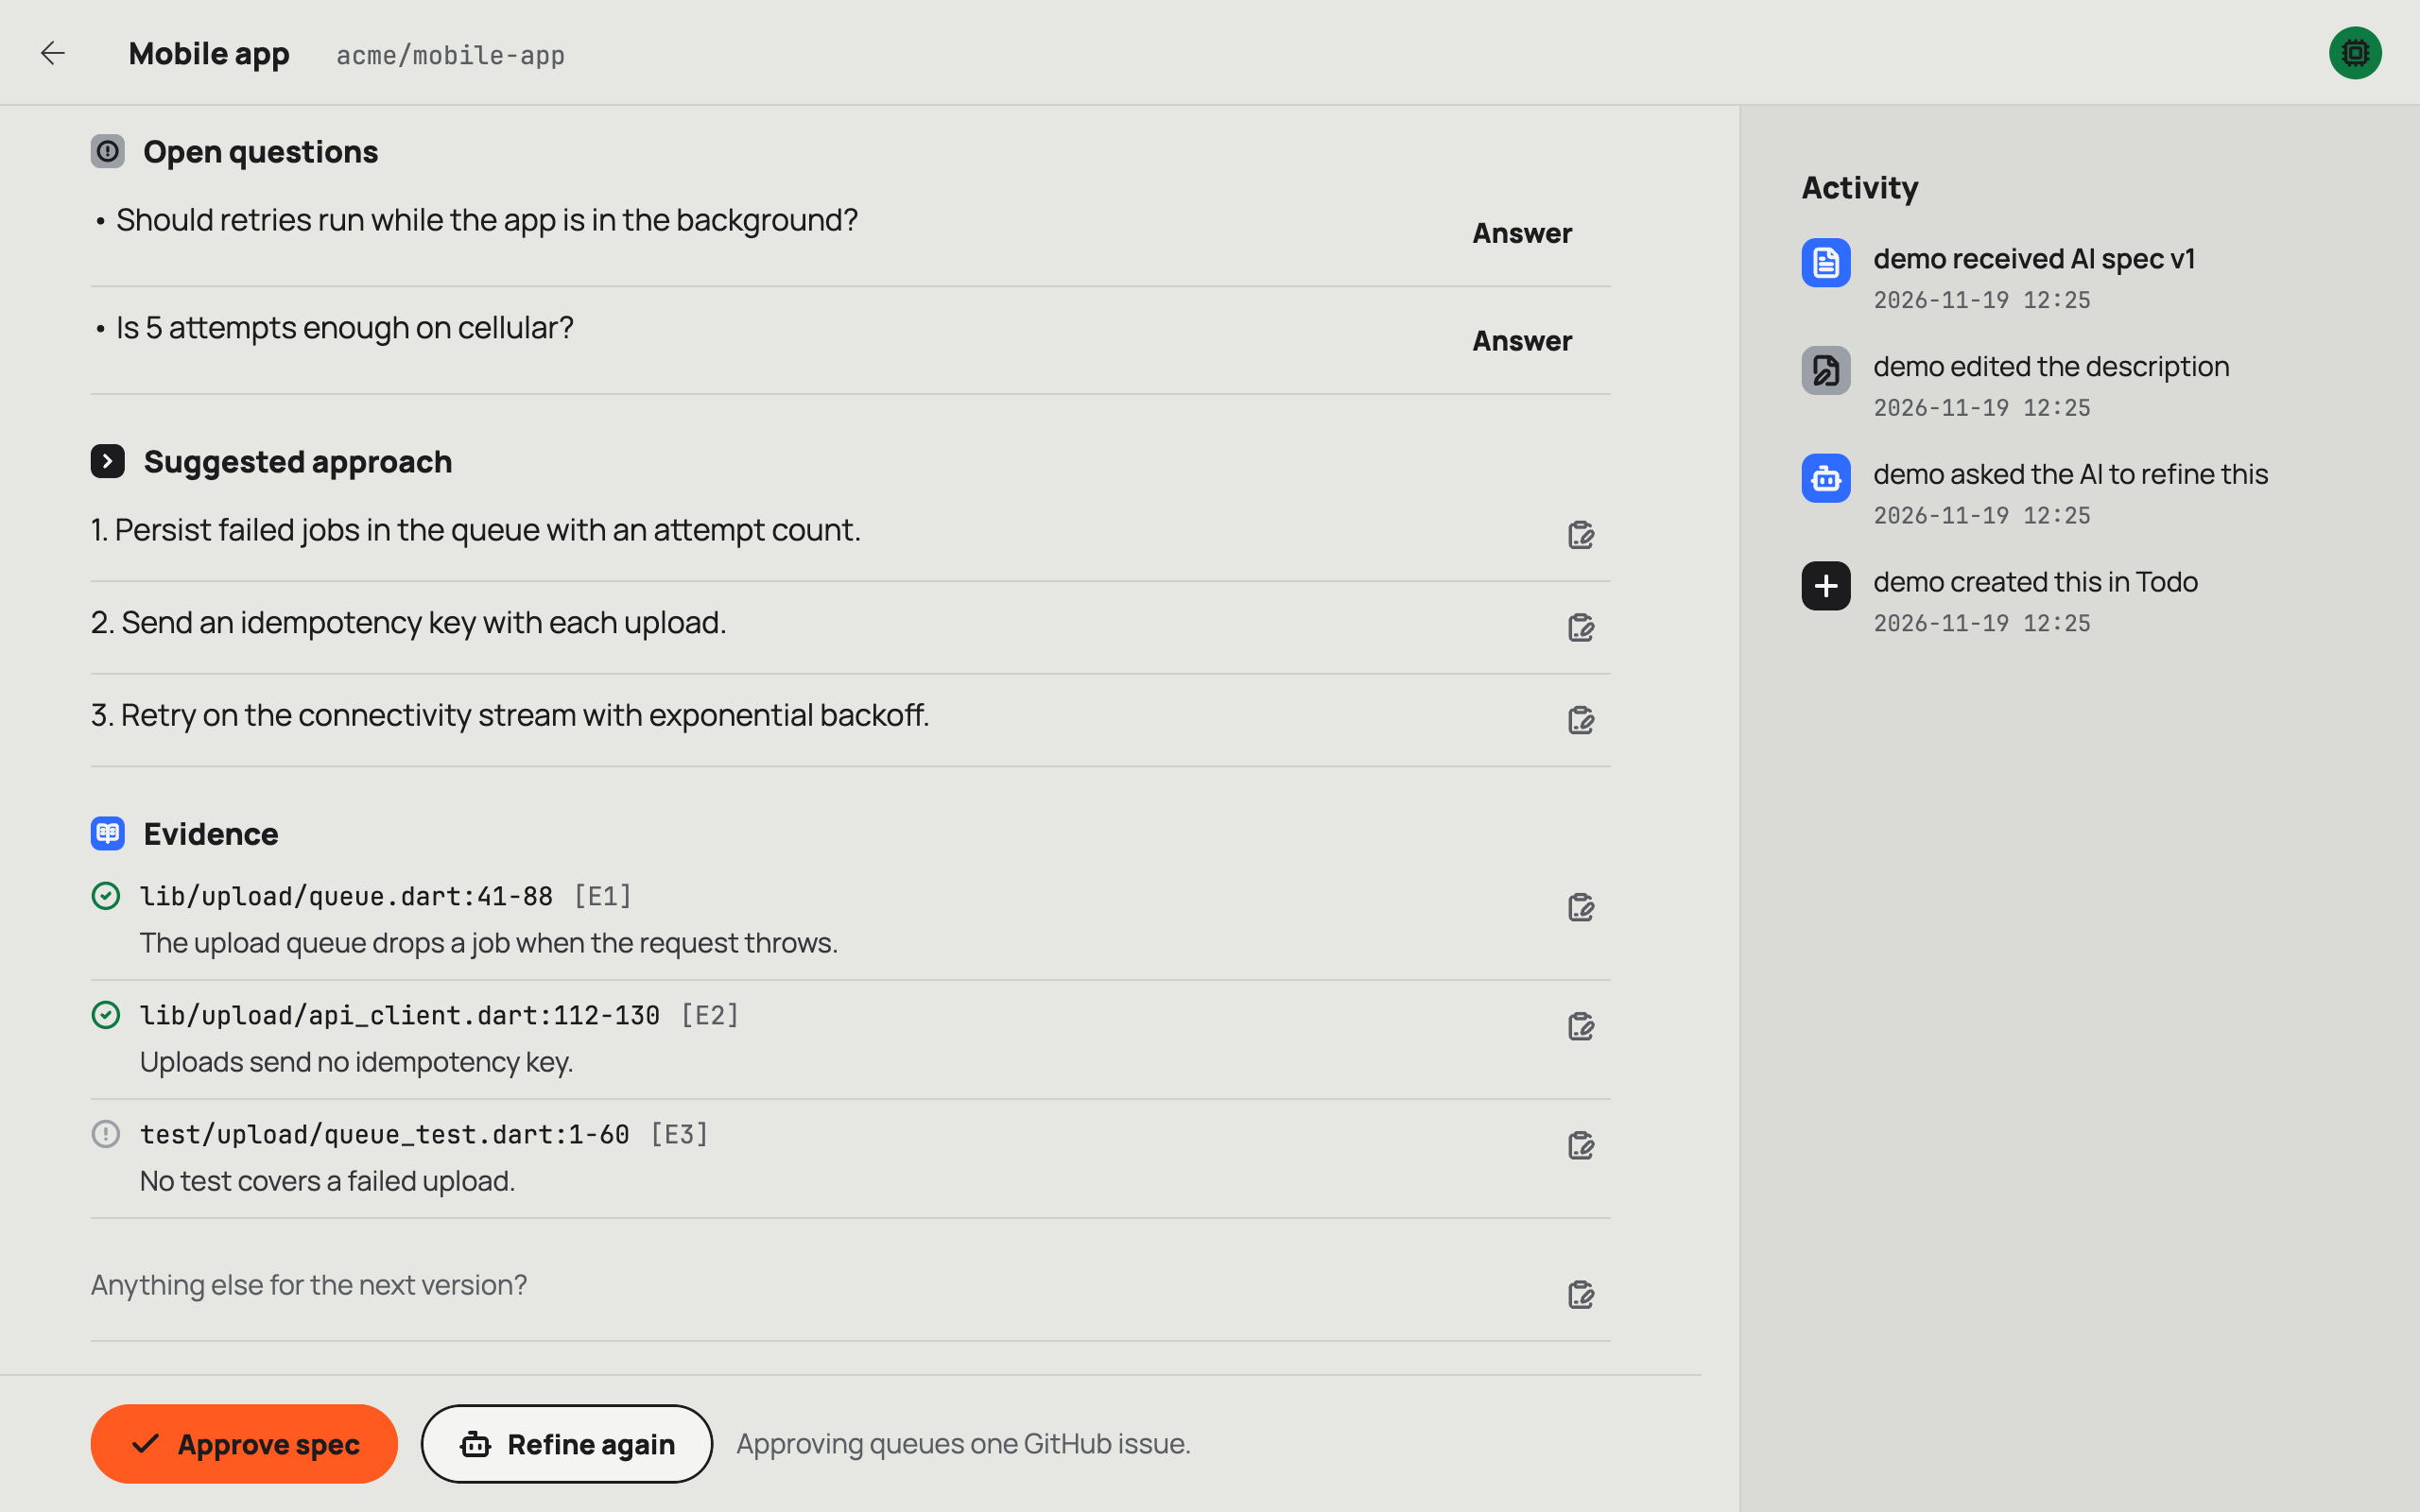 Mobile app acme/mobile-app
Open questions
• Should retries run while the app is in the background?
Answer
• Is 5 attempts enough on cellular?
Answer
Suggested approach
1. Persist failed jobs in the queue with an attempt count.
2. Send an idempotency key with each upload.
3. Retry on the connectivity stream with exponential backoff.
Evidence
lib/upload/queue.dart:41-88 [E1]
The upload queue drops a job when the request throws.
lib/upload/api_client.dart:112-130 [E2]
Uploads send no idempotency key.
test/upload/queue_test.dart:1-60 [E3]
No test covers a failed upload.
Anything else for the next version?
Approve spec
Refine again
Approving queues one GitHub issue.
Activity
demo received AI spec v1
2026-11-19 12:25
demo edited the description
2026-11-19 12:25
demo asked the AI to refine this
2026-11-19 12:25
demo created this in Todo
2026-11-19 12:25